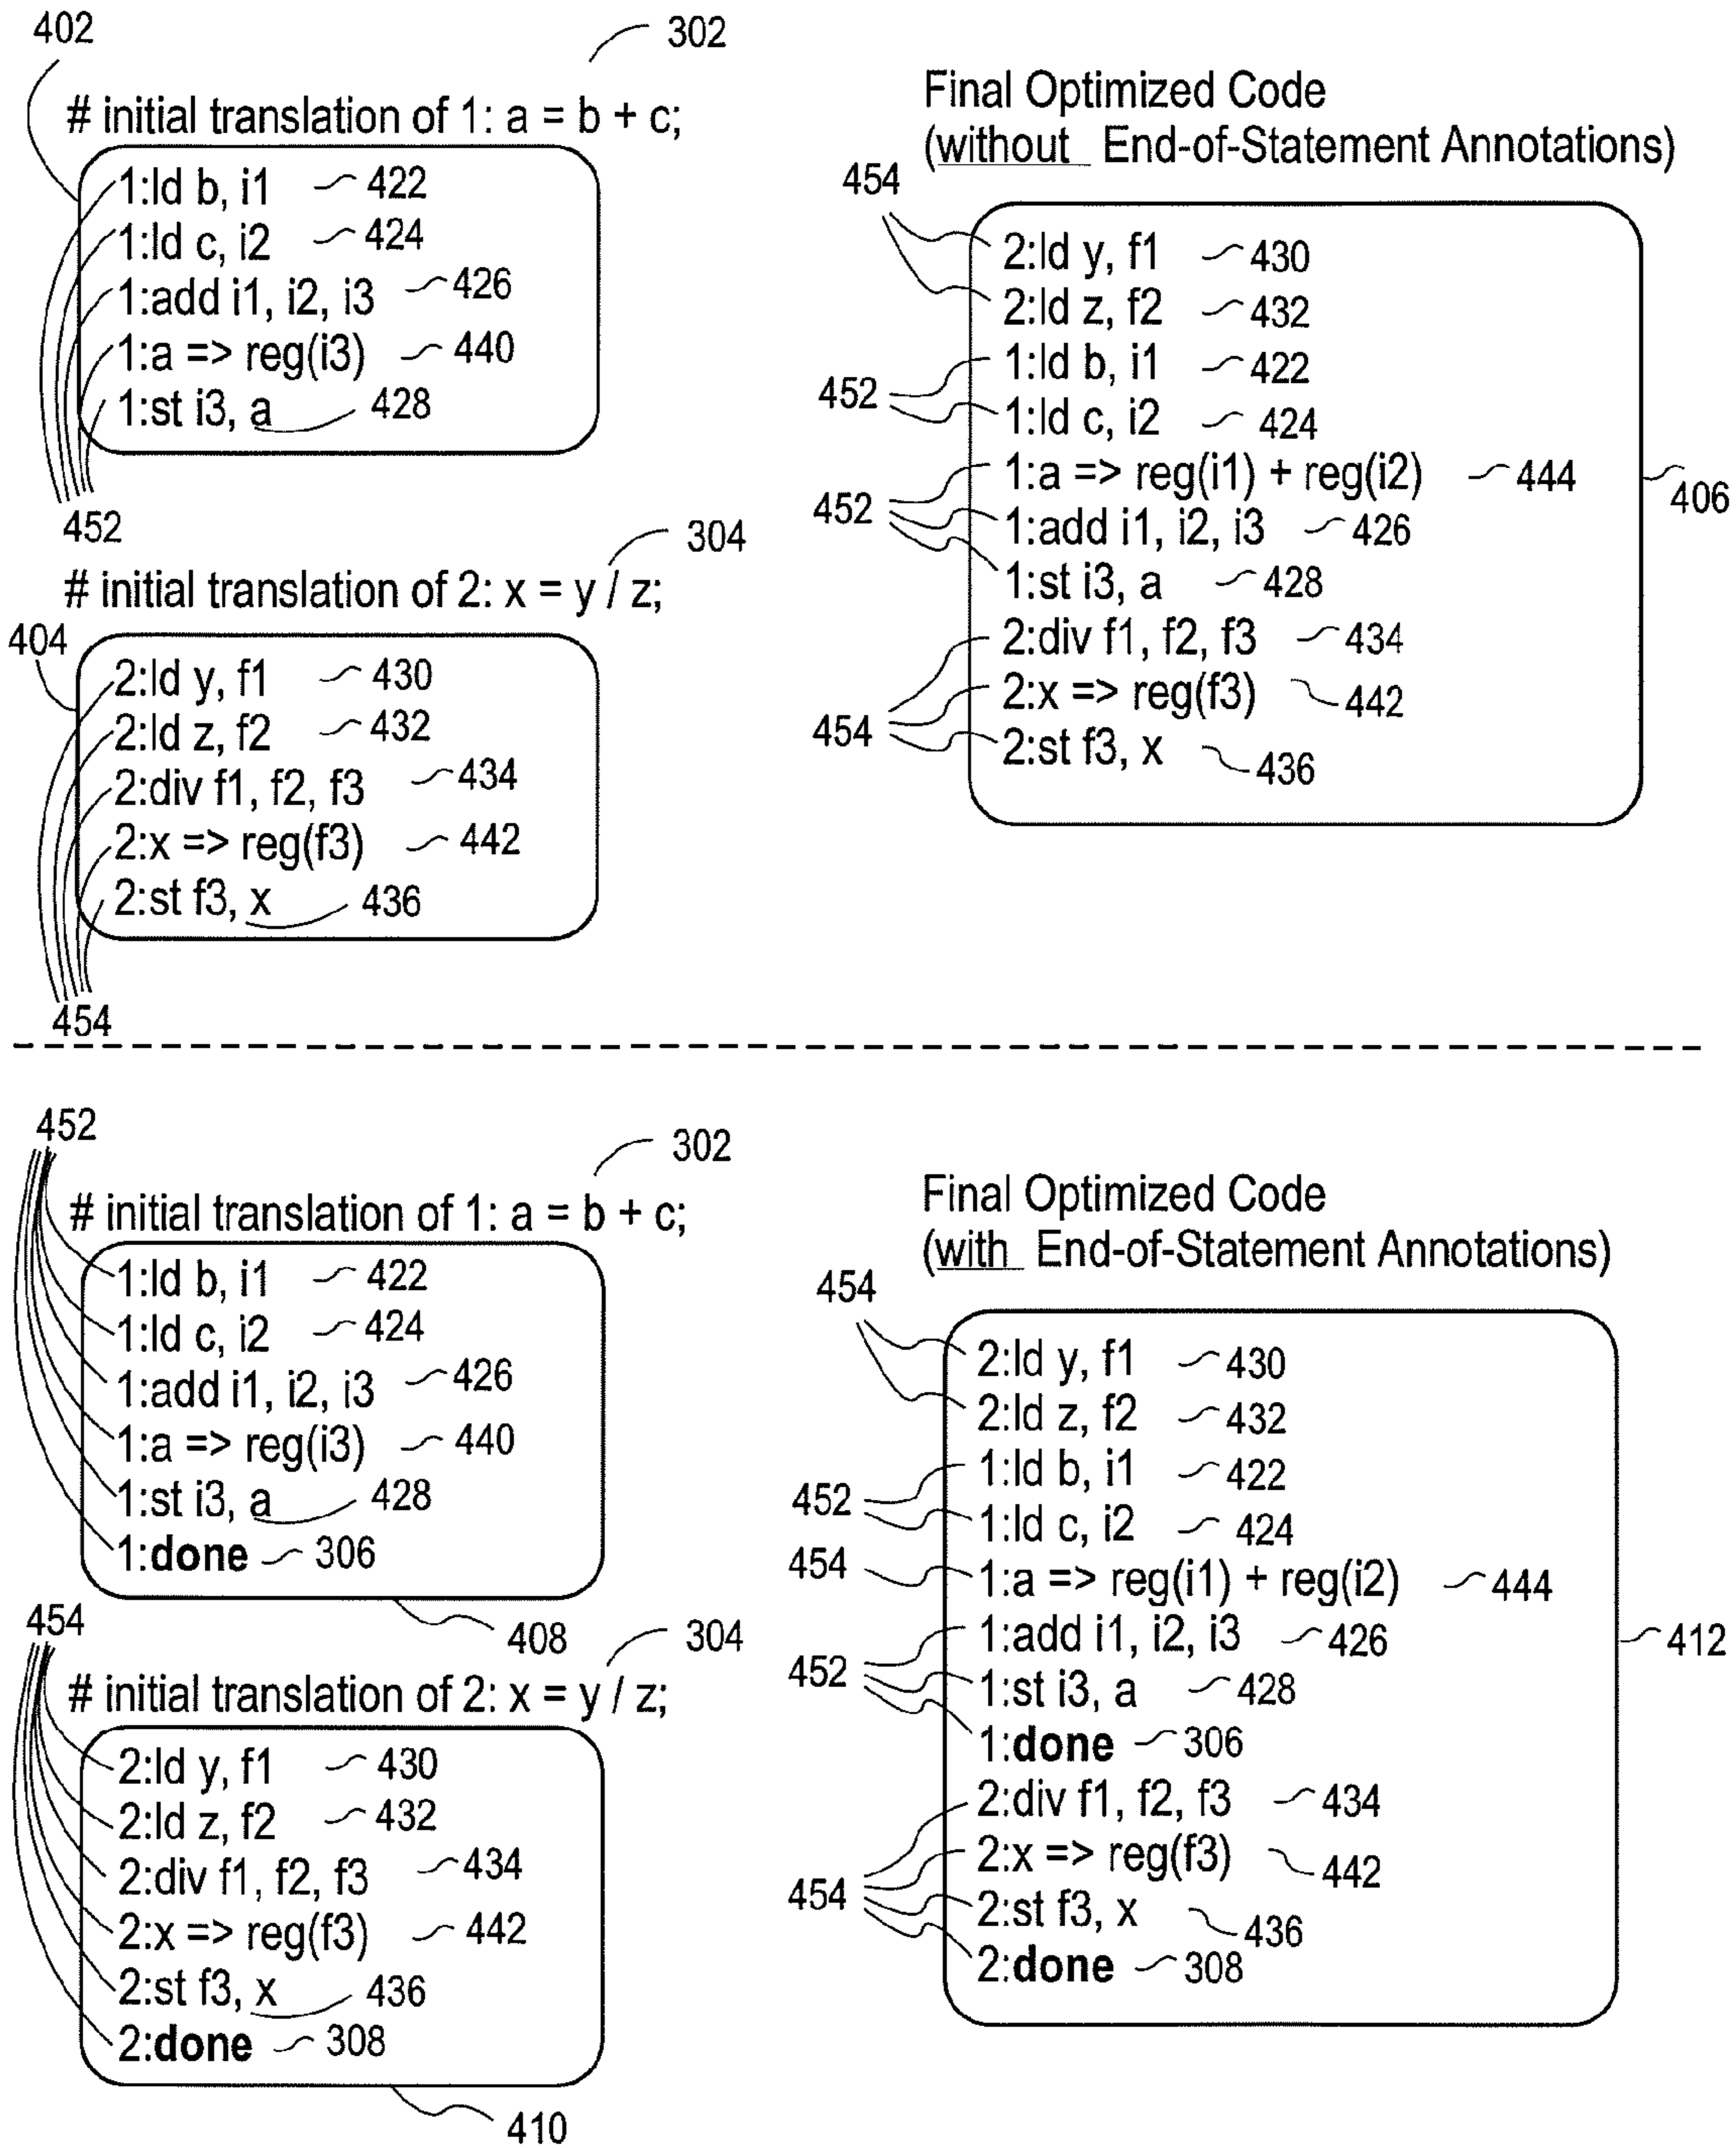 402
302
# initial translation of 1: a = b + c;
1:ld b, i1 422
1:ld c, i2 424
1:add i1, i2, i3 426
1:a => reg(i3) 440
1:st i3, a 428
452
304
# initial translation of 2: x = y / z;
404
2:ld y, f1 430
2:ld z, f2 432
2:div f1, f2, f3 434
2:x => reg(f3) 442
2:st f3, x 436
454
Final Optimized Code
(without End-of-Statement Annotations)
454
2:ld y, f1 430
2:ld z, f2 432
1:ld b, i1 422
452
1:ld c, i2 424
1:a => reg(i1) + reg(i2) 444
406
452
1:add i1, i2, i3 426
1:st i3, a 428
2:div f1, f2, f3 434
2:x => reg(f3) 442
454
2:st f3, x 436
452
302
# initial translation of 1: a = b + c;
1:ld b, i1 422
1:ld c, i2 424
1:add i1, i2, i3 426
1:a => reg(i3) 440
1:st i3, a 428
1:done 306
408
454
304
# initial translation of 2: x = y / z;
2:ld y, f1 430
2:ld z, f2 432
2:div f1, f2, f3 434
2:x => reg(f3) 442
2:st f3, x 436
2:done 308
410
Final Optimized Code
(with End-of-Statement Annotations)
454
2:ld y, f1 430
2:ld z, f2 432
1:ld b, i1 422
452
1:ld c, i2 424
454 1:a => reg(i1) + reg(i2) 444
1:add i1, i2, i3 426
412
452
1:st i3, a 428
1:done 306
2:div f1, f2, f3 434
2:x => reg(f3) 442
454
2:st f3, x 436
2:done 308